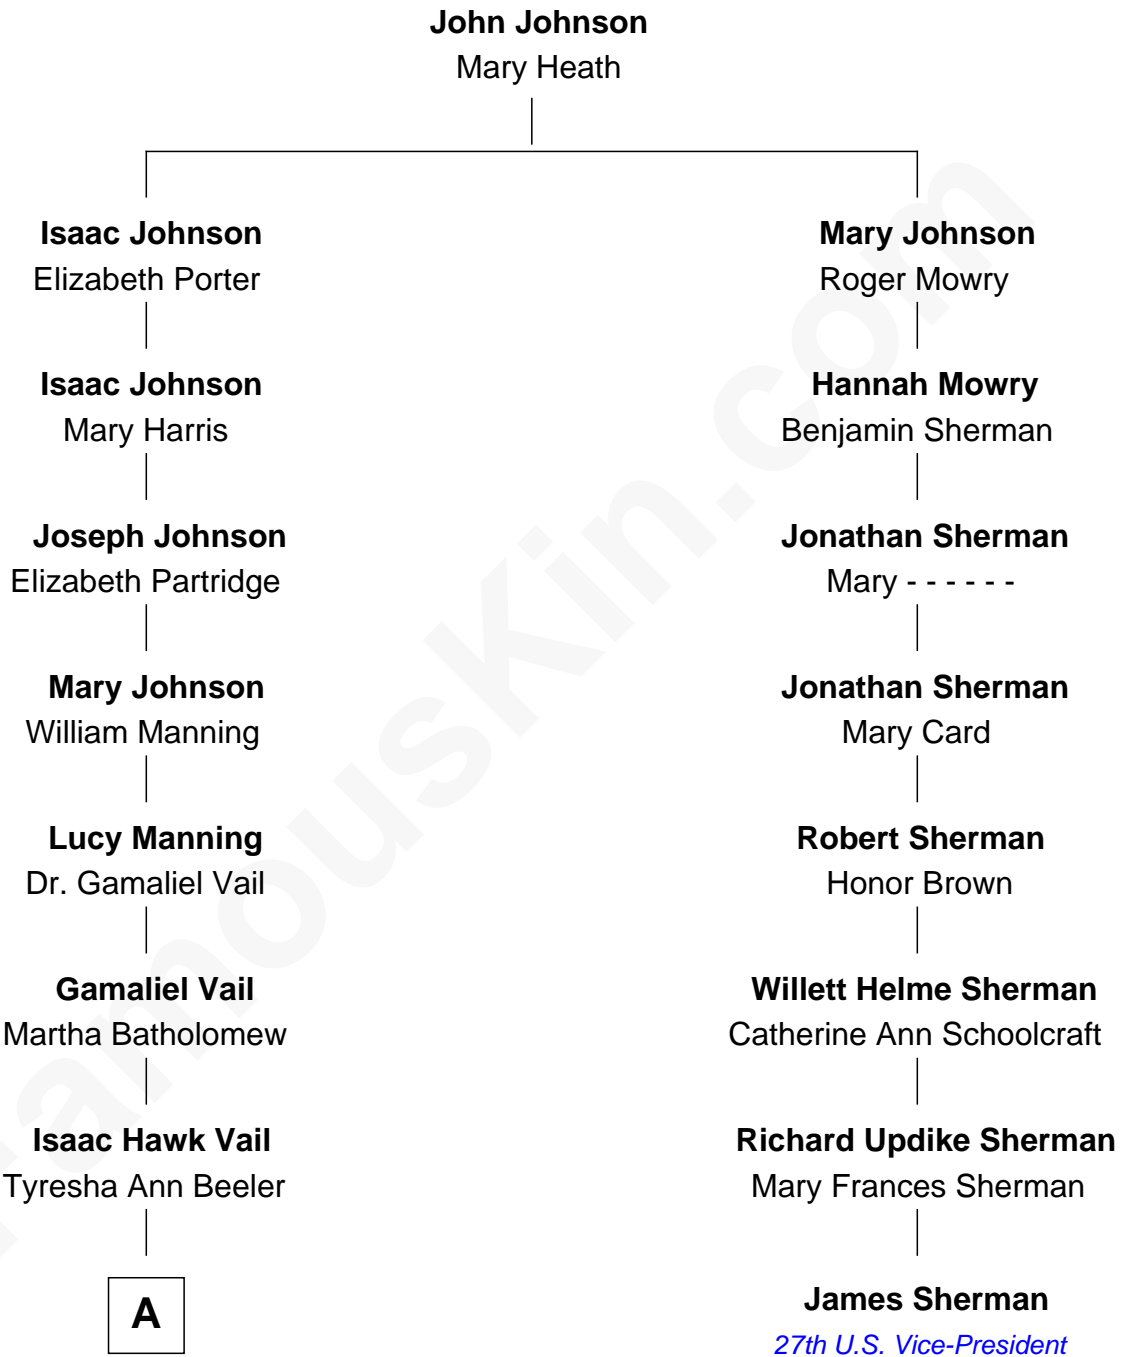 John Johnson
Mary Heath
Isaac Johnson
Elizabeth Porter
Mary Johnson
Roger Mowry
Isaac Johnson
Mary Harris
Hannah Mowry
Benjamin Sherman
Joseph Johnson
Elizabeth Partridge
Jonathan Sherman
Mary - - - - - -
Mary Johnson
William Manning
Jonathan Sherman
Mary Card
Lucy Manning
Dr. Gamaliel Vail
Robert Sherman
Honor Brown
Gamaliel Vail
Martha Batholomew
Willett Helme Sherman
Catherine Ann Schoolcraft
Isaac Hawk Vail
Tyresha Ann Beeler
Richard Updike Sherman
Mary Frances Sherman
A
James Sherman
27th U.S. Vice-President
FamousKin.com